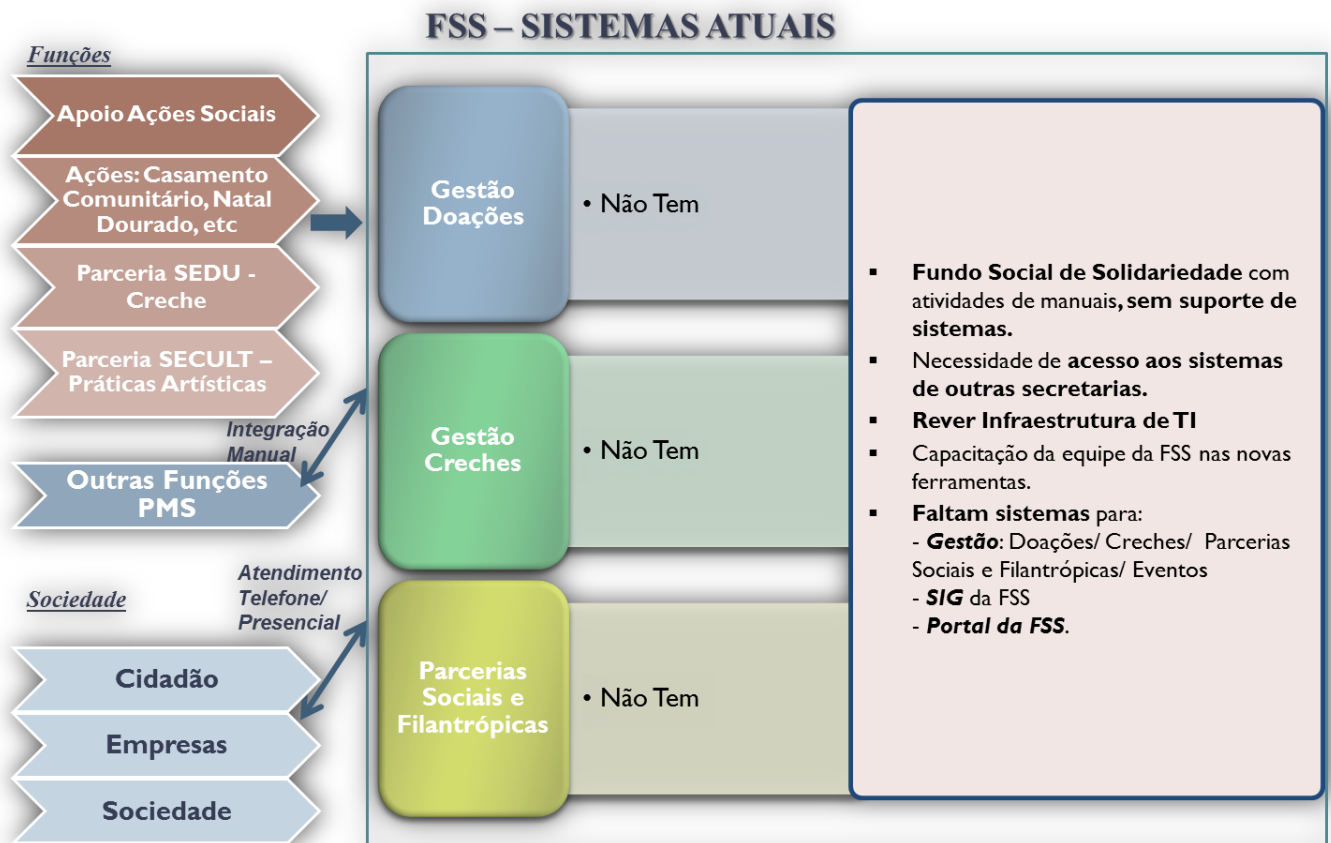 FSS – SISTEMAS ATUAIS
Funções
Apoio Ações Sociais
Ações: Casamento
Comunitário, Natal
Dourado, etc
Parceria SEDU -
Creche
Parceria SECULT –
Práticas Artísticas
Integração
Manual
Outras Funções
PMS
Atendimento
Telefone/
Presencial
Sociedade
Cidadão
Empresas
Sociedade
Gestão
Doações
• Não Tem
Gestão
Creches
• Não Tem
Parcerias
Sociais e
Filantrópicas
• Não Tem
▪ Fundo Social de Solidariedade com
atividades de manuais, sem suporte de
sistemas.
▪ Necessidade de acesso aos sistemas
de outras secretarias.
▪ Rever Infraestrutura de TI
▪ Capacitação da equipe da FSS nas novas
ferramentas.
▪ Faltam sistemas para:
- Gestão: Doações/ Creches/ Parcerias
Sociais e Filantrópicas/ Eventos
- SIG da FSS
- Portal da FSS.